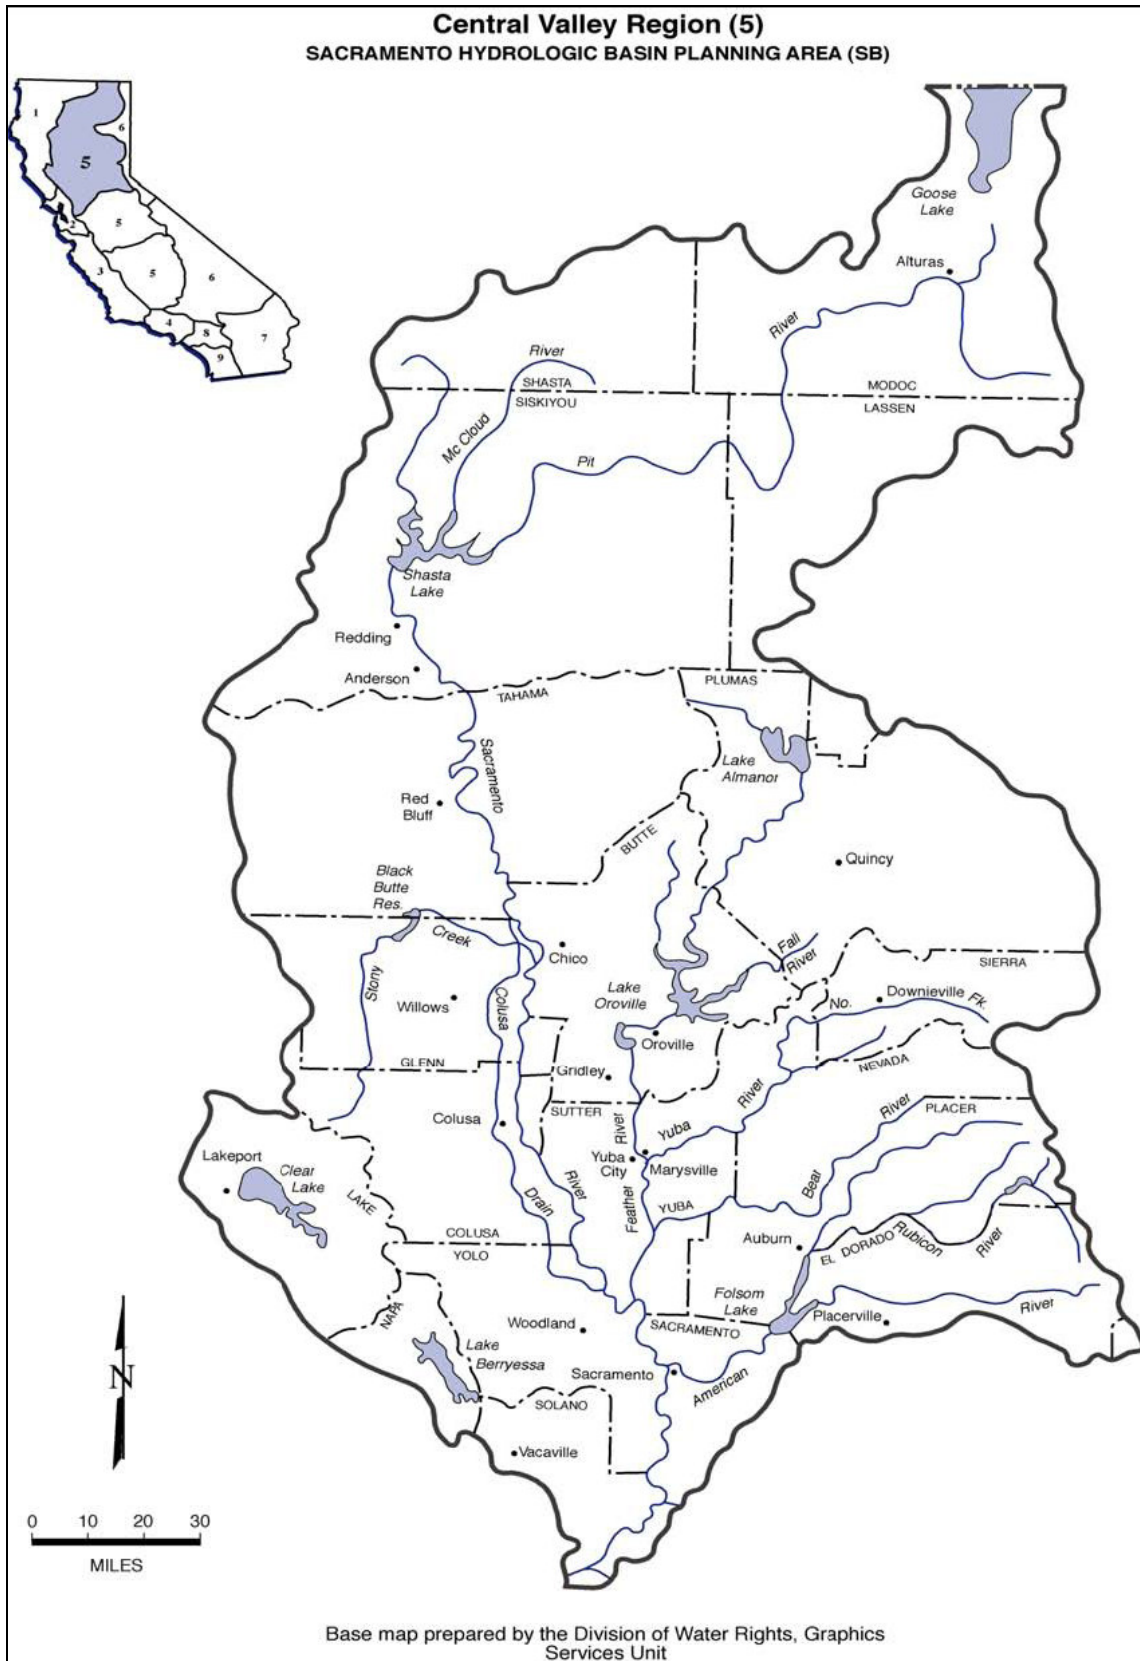 Central Valley Region (5)
SACRAMENTO HYDROLOGIC BASIN PLANNING AREA (SB)
1
6
5
2
5
3
5
6
4
8
7
9
Goose
Lake
Alturas
River
River
SHASTA
SISKIYOU
MODOC
LASSEN
Mc Cloud
Pit
Shasta
Lake
Redding
Anderson
TAHAMA
PLUMAS
Sacramento
Lake
Almanor
Red
Bluff
BUTTE
Quincy
Black
Butte
Res.
Creek
Stony
Chico
Fall
River
SIERRA
Willows
Colusa
Lake
Oroville
No.
Downieville
Fk.
Oroville
GLENN
Gridley
NEVADA
SUTTER
River
River
River
PLACER
Colusa
Yuba
Yuba
City
Marysville
Lakeport
Clear
Lake
LAKE
Drain
River
Feather
YUBA
Bear
COLUSA
YOLO
Auburn
EL DORADO
Rubicon
River
NAPA
Folsom
Lake
Placerville
River
Woodland
SACRAMENTO
Lake
Berryessa
Sacramento
American
SOLANO
N
Vacaville
0 10 20 30
MILES
Base map prepared by the Division of Water Rights, Graphics
Services Unit